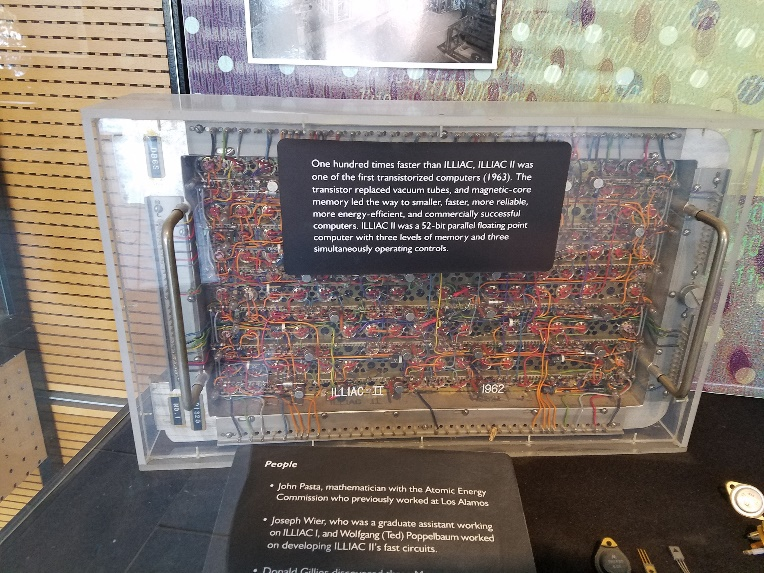 One hundred times faster than ILLIAC, ILLIAC II was
one of the first transistorized computers (1963). The
transistor replaced vacuum tubes, and magnetic-core
memory led the way to smaller, faster, more reliable,
more energy-efficient, and commercially successful
computers. ILLIAC II was a 52-bit parallel floating point
computer with three levels of memory and three
simultaneously operating controls.
ILLIAC II 1962
People
• John Pasta, mathematician with the Atomic Energy
Commission who previously worked at Los Alamos
• Joseph Wier, who was a graduate assistant working
on ILLIAC I, and Wolfgang (Ted) Poppelbaum worked
on developing ILLIAC II's fast circuits.
• Donald Gillies discovered three